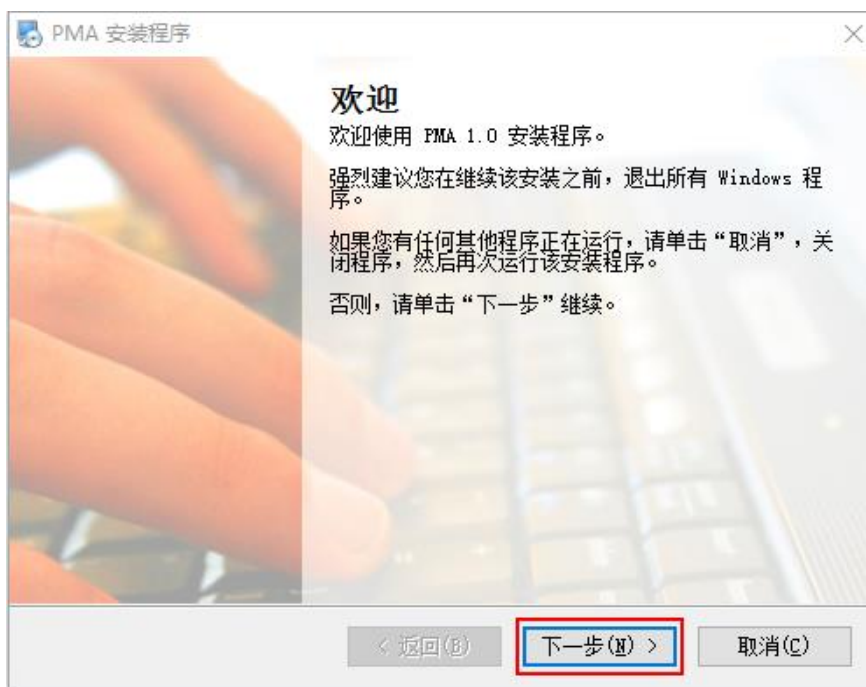 PMA 安装程序
欢迎
欢迎使用 PMA 1.0 安装程序。
强烈建议您在继续该安装之前，退出所有 Windows 程
序。
如果您有任何其他程序正在运行，请单击“取消”，关
闭程序，然后再次运行该安装程序。
否则，请单击“下一步”继续。
< 返回(B)
下一步(N) >
取消(C)